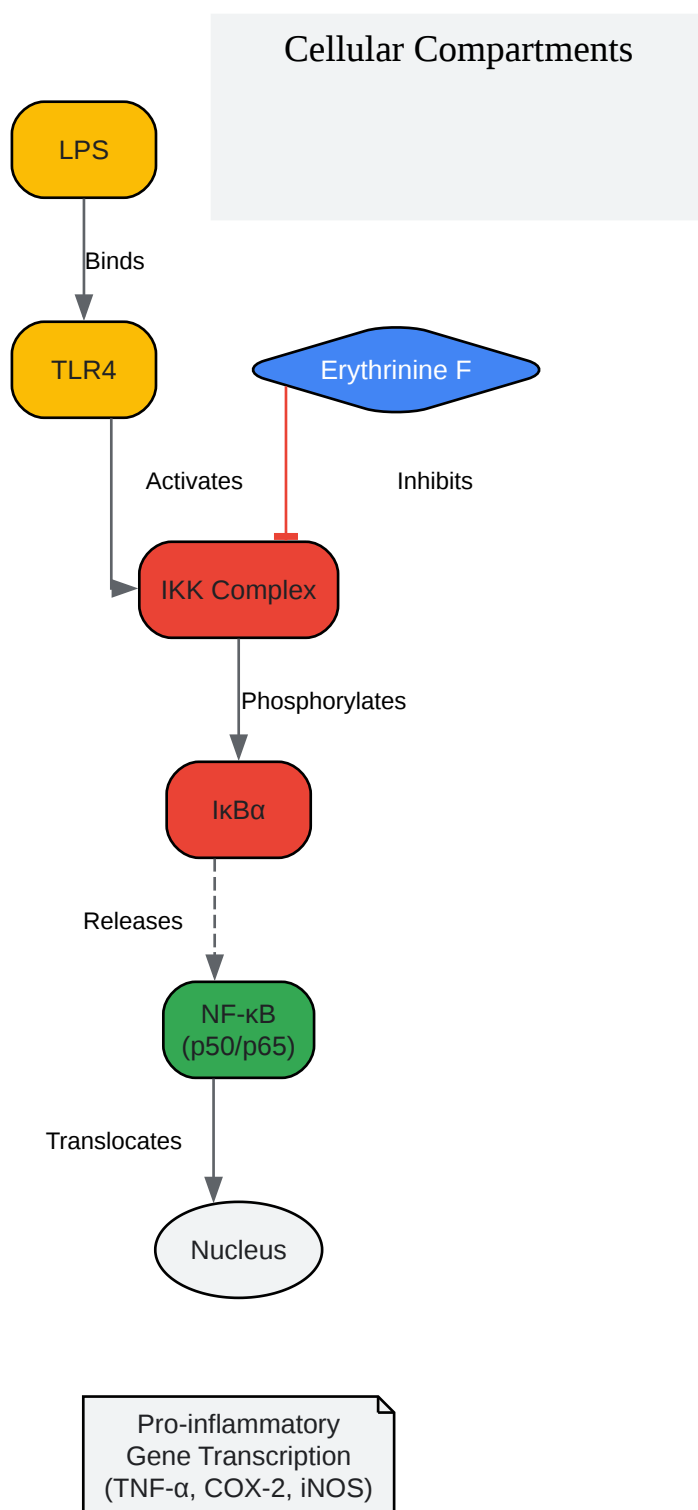 Cellular Compartments
LPS
Binds
TLR4
Erythrinine F
Activates
Inhibits
IKK Complex
Phosphorylates
IκBα
Releases
NF-κB
(p50/p65)
Translocates
Nucleus
Pro-inflammatory
Gene Transcription
(TNF-α, COX-2, iNOS)